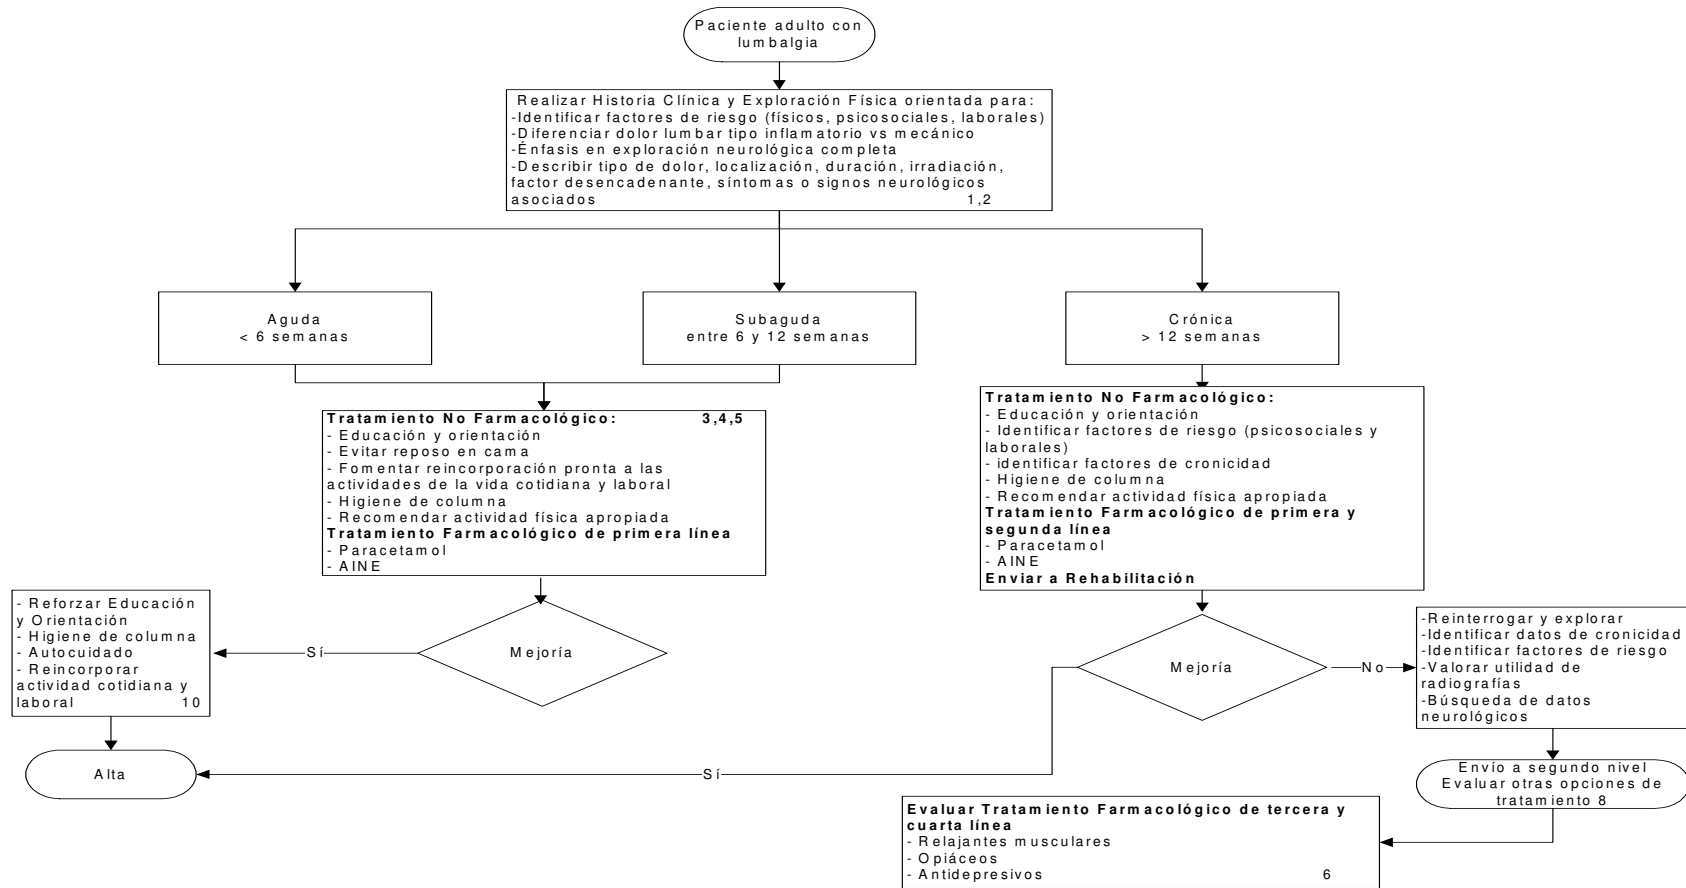 Paciente adulto con
lumbalgia
Realizar Historia Clínica y Exploración Física orientada para:
-Identificar factores de riesgo (físicos, psicosociales, laborales)
-Diferenciar dolor lumbar tipo inflamatorio vs mecánico
-Énfasis en exploración neurológica completa
-Describir tipo de dolor, localización, duración, irradiación,
factor desencadenante, síntomas o signos neurológicos
asociados 1,2
Aguda
< 6 semanas
Subaguda
entre 6 y 12 semanas
Crónica
> 12 semanas
Tratamiento No Farmacológico: 3,4,5
- Educación y orientación
- Evitar reposo en cama
- Fomentar reincorporación pronta a las
actividades de la vida cotidiana y laboral
- Higiene de columna
- Recomendar actividad física apropiada
Tratamiento Farmacológico de primera línea
- Paracetamol
- AINE
Tratamiento No Farmacológico:
- Educación y orientación
- Identificar factores de riesgo (psicosociales y
laborales)
- identificar factores de cronicidad
- Higiene de columna
- Recomendar actividad física apropiada
Tratamiento Farmacológico de primera y
segunda línea
- Paracetamol
- AINE
Enviar a Rehabilitación
- Reforzar Educación
y Orientación
- Higiene de columna
- Autocuidado
- Reincorporar
actividad cotidiana y
laboral 10
Sí
Mejoría
Mejoría
No
-Reinterrogar y explorar
-Identificar datos de cronicidad
-Identificar factores de riesgo
-Valorar utilidad de
radiografías
-Búsqueda de datos
neurológicos
Alta
Sí
Envío a segundo nivel
Evaluar otras opciones de
tratamiento 8
Evaluar Tratamiento Farmacológico de tercera y
cuarta línea
- Relajantes musculares
- Opiáceos
- Antidepresivos 6